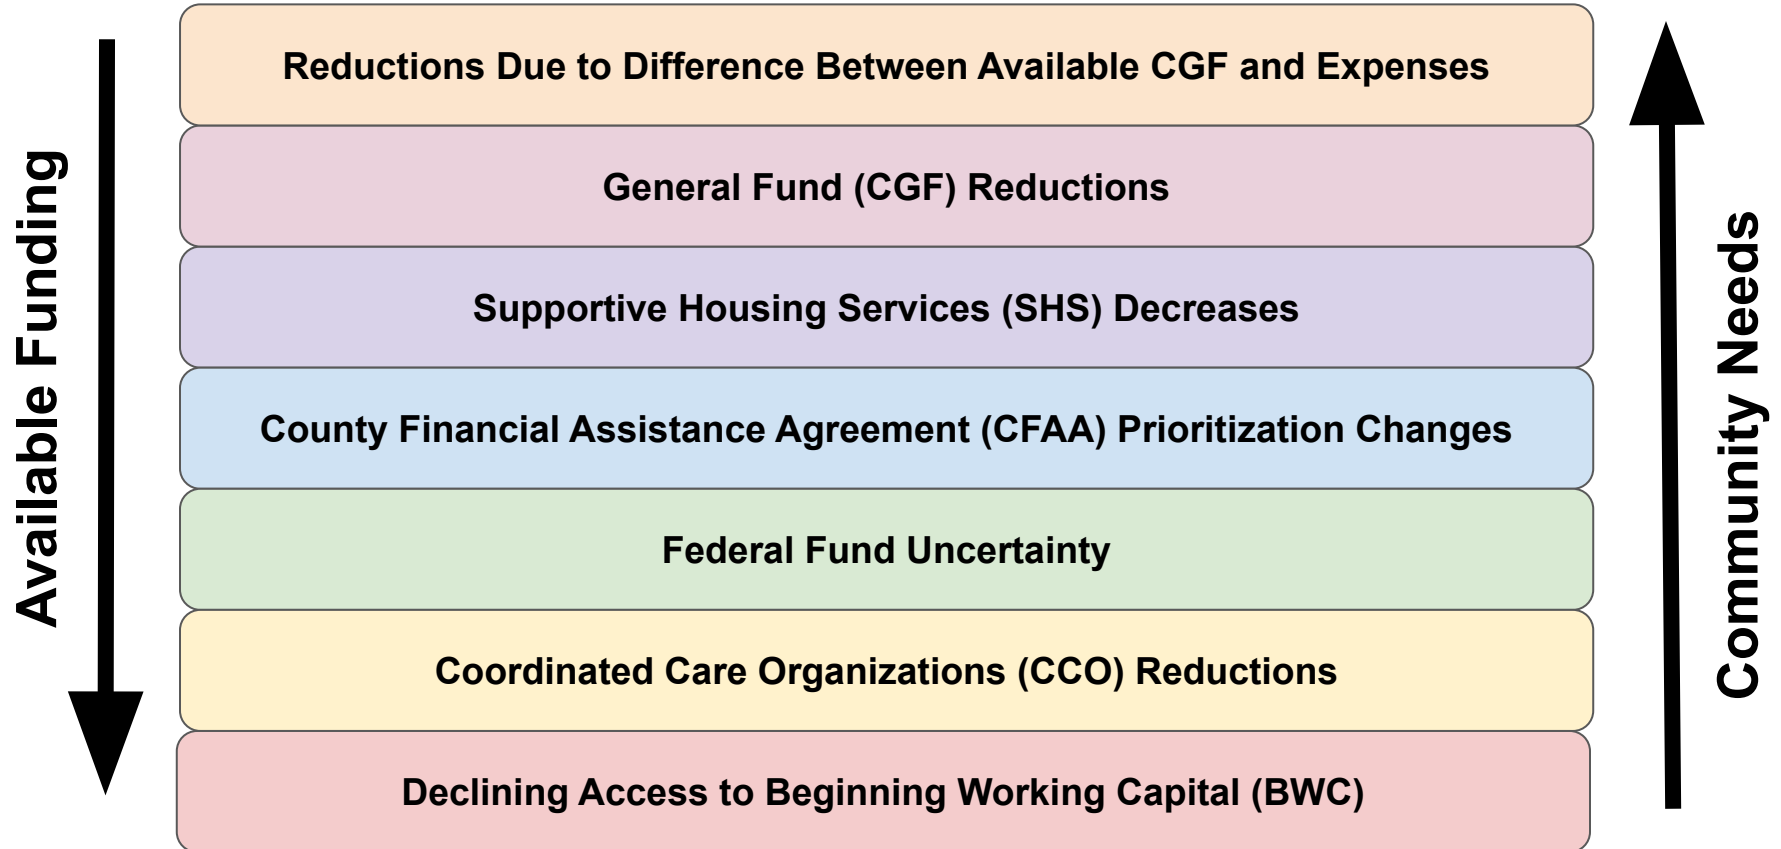 Available Funding
Reductions Due to Difference Between Available CGF and Expenses
General Fund (CGF) Reductions
Supportive Housing Services (SHS) Decreases
County Financial Assistance Agreement (CFAA) Prioritization Changes
Federal Fund Uncertainty
Coordinated Care Organizations (CCO) Reductions
Declining Access to Beginning Working Capital (BWC)
Community Needs